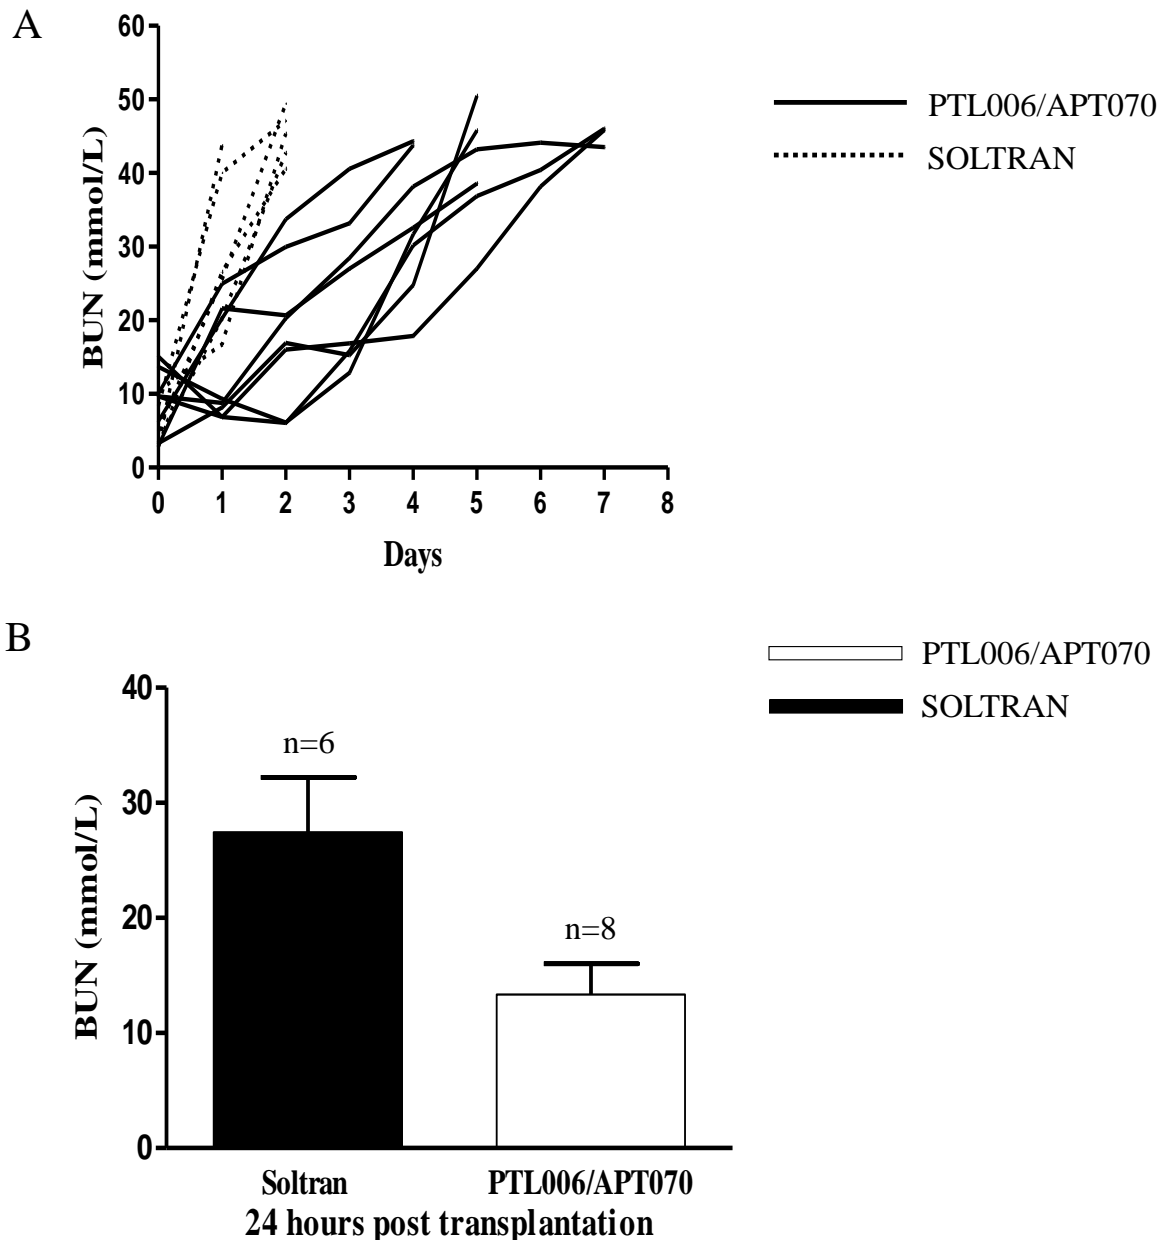 A
60
50
40
30
20
10
0
BUN (mmol/L)
0 1 2 3 4 5 6 7 8
Days
PTL006/APT070
SOLTRAN
B
PTL006/APT070
SOLTRAN
40
30
20
10
0
BUN (mmol/L)
n=6
n=8
Soltran PTL006/APT070
24 hours post transplantation